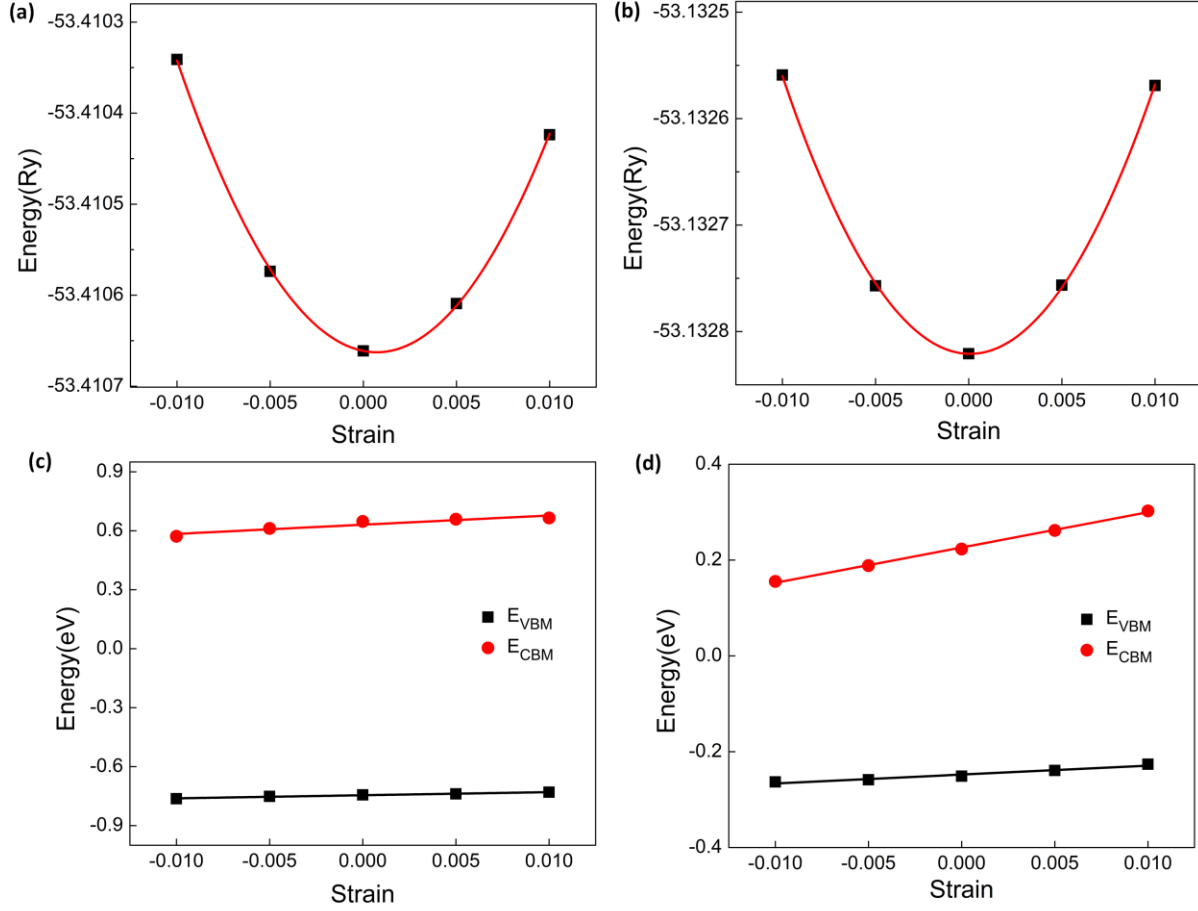 (a)
-53.4103
-53.4104
-53.4105
-53.4106
-53.4107
Energy(Ry)
-0.010 -0.005 0.000 0.005 0.010
Strain
(b)
-53.1325
-53.1326
-53.1327
-53.1328
Energy(Ry)
-0.010 -0.005 0.000 0.005 0.010
Strain
(c)
0.9
0.6
0.3
0.0
-0.3
-0.6
-0.9
Energy(eV)
E_VBM
E_CBM
-0.010 -0.005 0.000 0.005 0.010
Strain
(d)
0.4
0.2
0.0
-0.2
-0.4
Energy(eV)
E_VBM
E_CBM
-0.010 -0.005 0.000 0.005 0.010
Strain